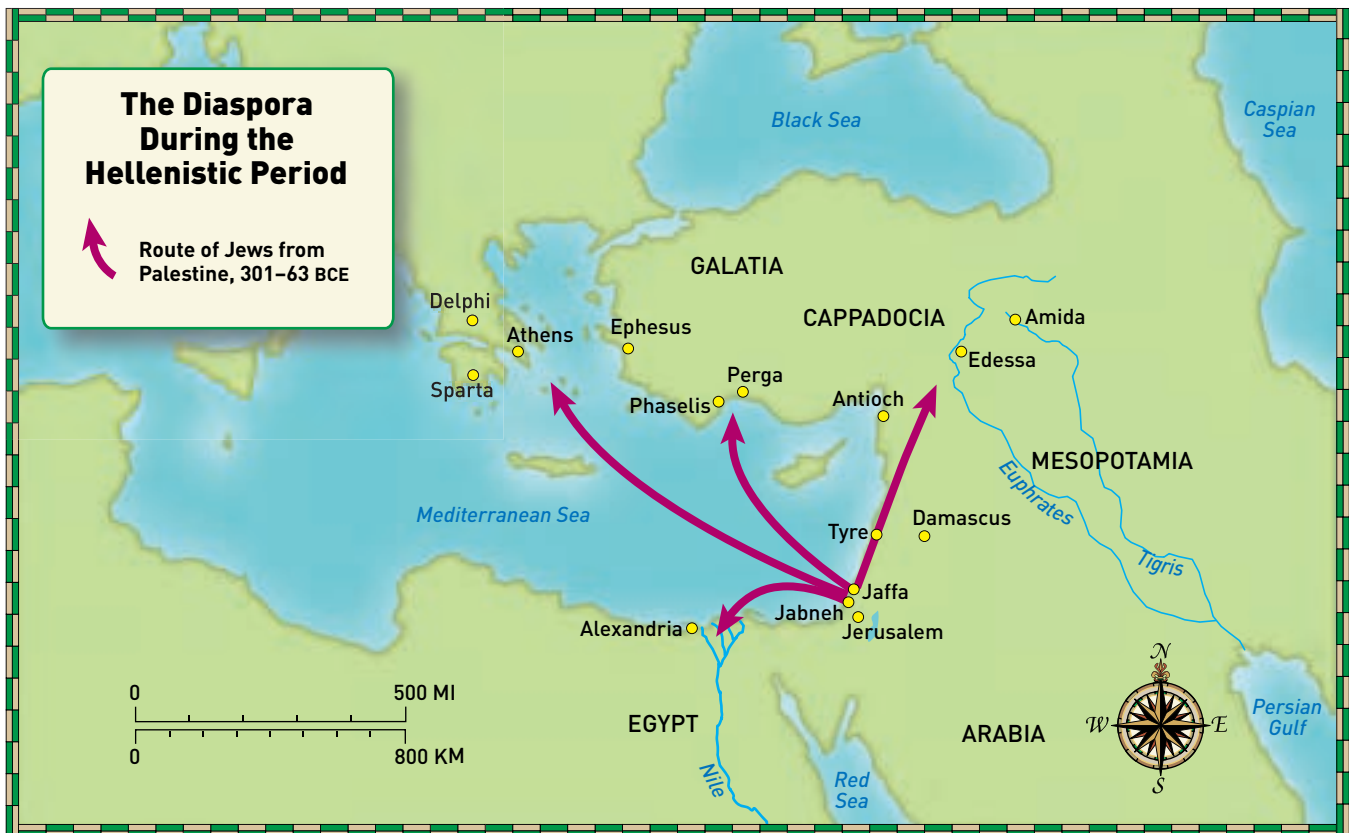 The Diaspora
During the
Hellenistic Period
Route of Jews from
Palestine, 301–63 BCE
Black Sea
Caspian
Sea
GALATIA
CAPPADOCIA
Amida
Edessa
Delphi
Athens
Ephesus
Sparta
Perga
Phaselis
Antioch
MESOPOTAMIA
Euphrates
Tigris
Mediterranean Sea
Tyre
Damascus
Jaffa
Jabneh
Jerusalem
Alexandria
0 500 MI
0 800 KM
EGYPT
Nile
Red
Sea
ARABIA
Persian
Gulf
N
W E
S